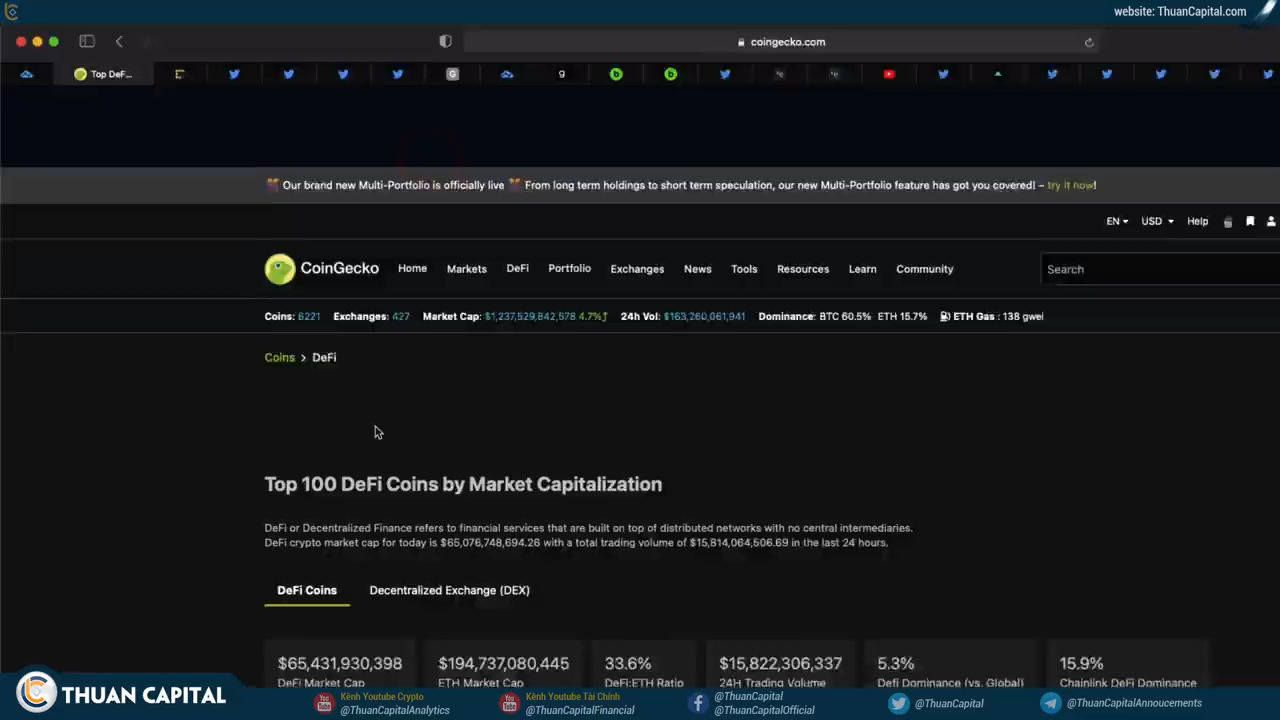 website: ThuanCapital.com
coingecko.com
Top DeF...
Our brand new Multi-Portfolio is officially live From long term holdings to short term speculation, our new Multi-Portfolio feature has got you covered! – try it now!
EN USD Help
CoinGecko Home Markets DeFi Portfolio Exchanges News Tools Resources Learn Community Search
Coins: 6221 Exchanges: 427 Market Cap: $1,237,529,842,578 4.7% 24h Vol: $163,260,061,941 Dominance: BTC 60.5% ETH 15.7% ETH Gas : 138 gwei
Coins > DeFi
Top 100 DeFi Coins by Market Capitalization
DeFi or Decentralized Finance refers to financial services that are built on top of distributed networks with no central intermediaries.
DeFi crypto market cap for today is $65,076,748,694.26 with a total trading volume of $15,814,064,506.69 in the last 24 hours.
DeFi Coins Decentralized Exchange (DEX)
$65,431,930,398 $194,737,080,445 33.6% $15,822,306,337 5.3% 15.9%
DeFi Market Cap ETH Market Cap DeFi:ETH Ratio 24H Trading Volume Defi Dominance (vs. Global) Chainlink DeFi Dominance
THUAN CAPITAL
Kênh Youtube Crypto
@ThuanCapitalAnalytics
Kênh Youtube Tài Chính
@ThuanCapitalFinancial
@ThuanCapital
@ThuanCapitalOfficial
@ThuanCapital
@ThuanCapitalAnnoucements